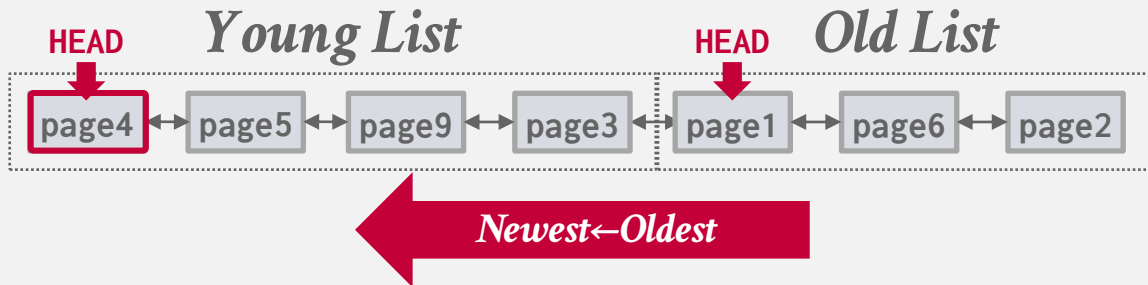 Young List Old List
HEAD HEAD
page4 page5 page9 page3 page1 page6 page2
Newest←Oldest